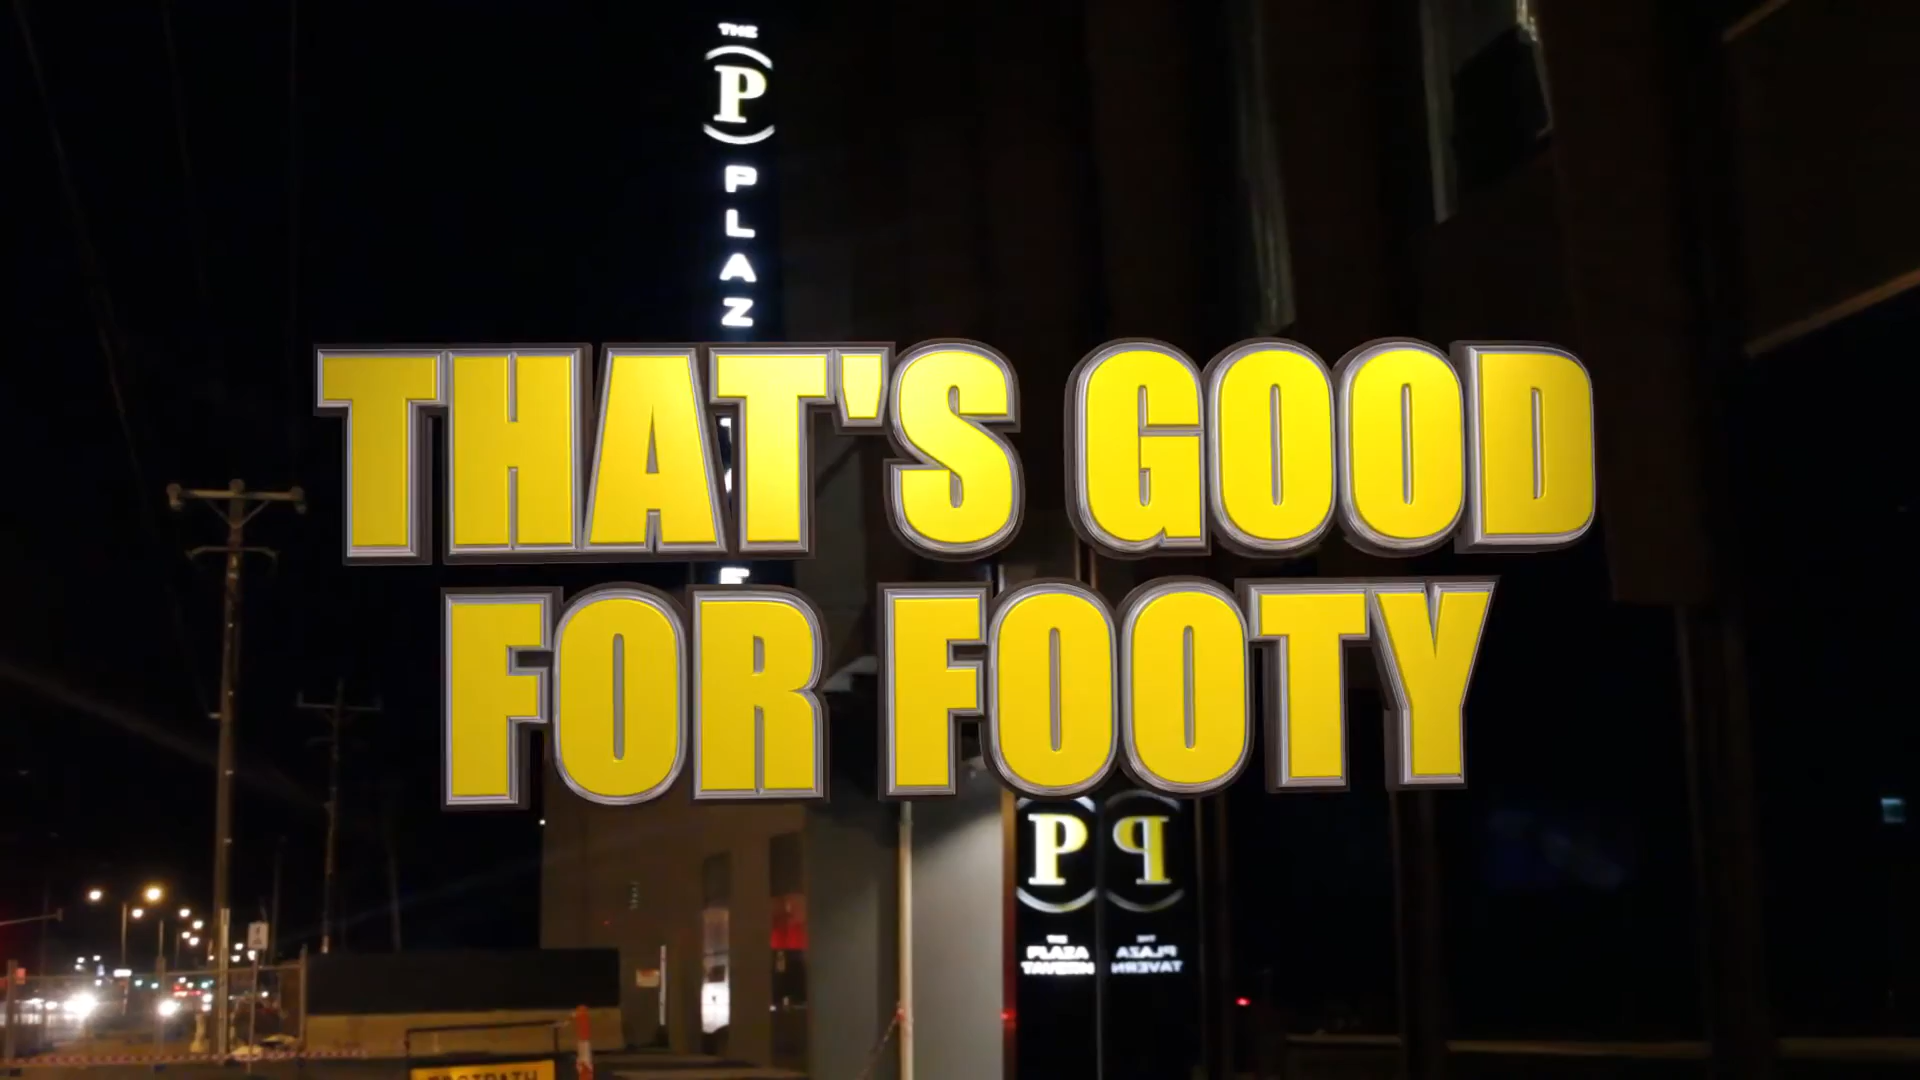 THE
P
PLAZ
THAT'S GOOD
FOR FOOTY
P
THE
PLAZA
TAVERN